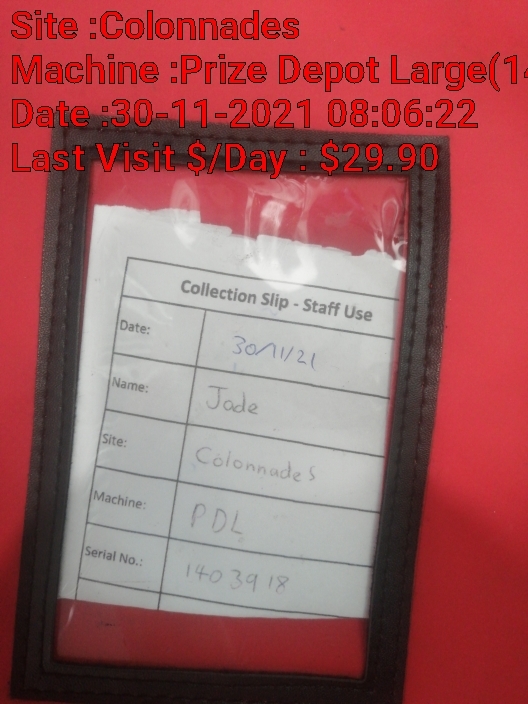 Site :Colonnades
Machine :Prize Depot Large(14
Date :30-11-2021 08:06:22
Last Visit $/Day : $29.90
Collection Slip - Staff Use
Date: 30/11/21
Name: Jade
Site: Colonnades
Machine: PDL
Serial No.: 1403918